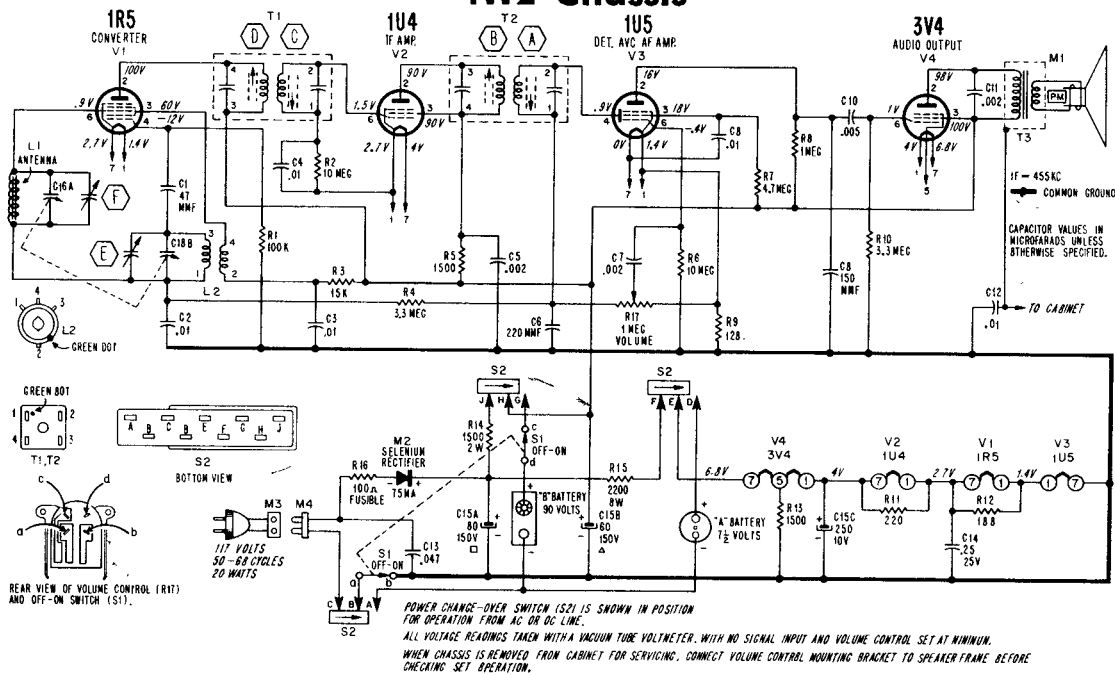 1R5
CONVERTER
V1
T1
D C
1U4
IF AMP.
V2
T2
B A
1U5
DET. AVC AF AMP.
V3
3V4
AUDIO OUTPUT
V4
M1
100V
90V
16V
98V
.9V
60V
-12V
2.7V
1.4V
1.5V
90V
2.7V
4V
.9V
18V
-.4V
0V
1.4V
1V
100V
4V
6.8V
L1
ANTENNA
C16A
F
C1
47
MMF
E
C18B
L2
R1
100K
C4
.01
R2
10 MEG
R5
1500
C5
.002
C8
.01
R7
4.7MEG
R8
1MEG
C10
.005
C11
.002
PM
T3
IF-455KC
COMMON GROUND
CAPACITOR VALUES IN
MICROFARADS UNLESS
OTHERWISE SPECIFIED.
R3
15K
R4
3.3 MEG
C7
.002
R6
10 MEG
R10
3.3MEG
C8
150
MMF
C2
.01
C3
.01
C6
220 MMF
R17
1 MEG
VOLUME
R9
128.
C12
.01
TO CABINET
L2
GREEN DOT
GREEN BOT
T1,T2
A B C B E F G H J
S2
BOTTOM VIEW
S2
J H G
R14
1500
2W
c
S1
OFF-ON
d
S2
F E D
M2
SELENIUM
RECTIFIER
75MA
R16
100Ω
FUSIBLE
M3 M4
117 VOLTS
50-68 CYCLES
20 WATTS
C13
.047
C15A
80
150V
"B" BATTERY
90 VOLTS
C15B
60
150V
R15
2200
8W
6.8V
"A" BATTERY
7½ VOLTS
V4
3V4
R13
1500
4V
C15C
250
10V
V2
1U4
R11
220
2.7V
V1
1R5
R12
188
1.4V
C14
.25
25V
V3
1U5
S1
OFF-ON
a b
C B A
S2
c d
a b
REAR VIEW OF VOLUME CONTROL (R17)
AND OFF-ON SWITCH (S1).
POWER CHANGE-OVER SWITCH (S2) IS SHOWN IN POSITION
FOR OPERATION FROM AC OR DC LINE.
ALL VOLTAGE READINGS TAKEN WITH A VACUUM TUBE VOLTMETER, WITH NO SIGNAL INPUT AND VOLUME CONTROL SET AT MINIMUM.
WHEN CHASSIS IS REMOVED FROM CABINET FOR SERVICING, CONNECT VOLUME CONTROL MOUNTING BRACKET TO SPEAKER FRAME BEFORE
CHECKING SET OPERATION.